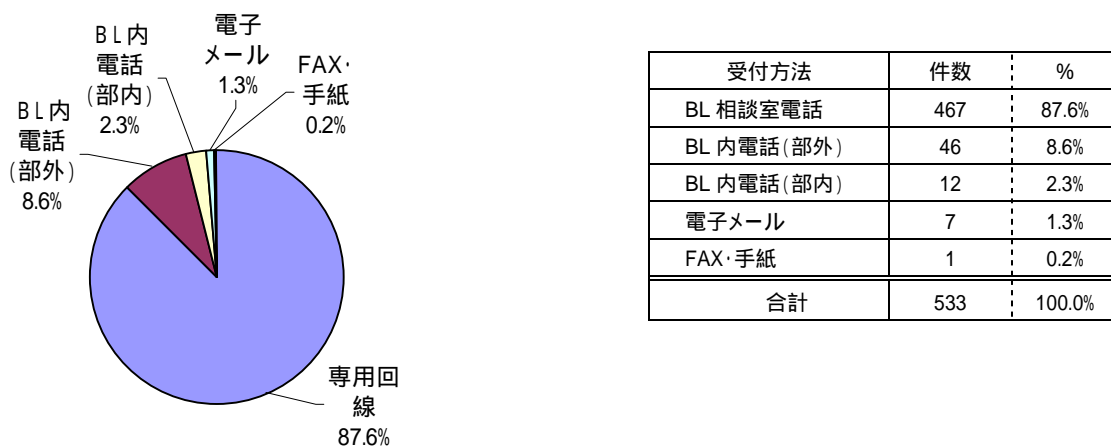 電子
メール
1.3%
FAX・
手紙
0.2%
BL内
電話
(部内)
2.3%
BL内
電話
(部外)
8.6%
専用回
線
87.6%
受付方法 件数 %
BL 相談室電話 467 87.6%
BL 内電話(部外) 46 8.6%
BL 内電話(部内) 12 2.3%
電子メール 7 1.3%
FAX・手紙 1 0.2%
合計 533 100.0%